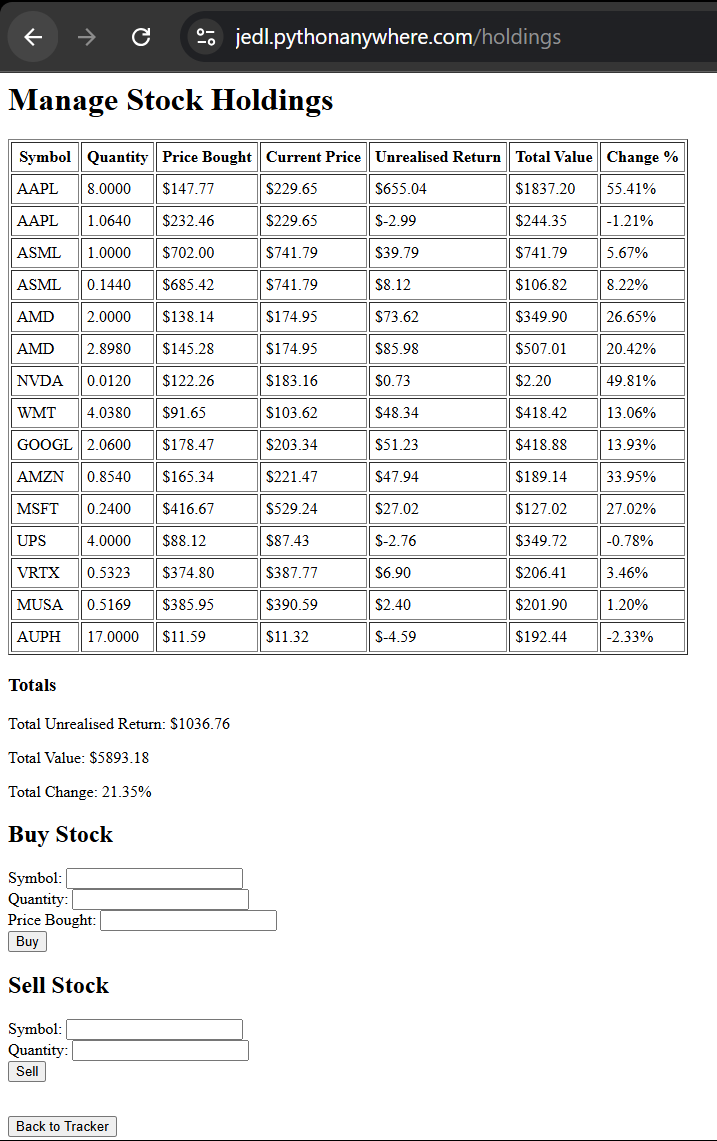 jedl.pythonanywhere.com/holdings
Manage Stock Holdings
Symbol Quantity Price Bought Current Price Unrealised Return Total Value Change %
AAPL 8.0000 $147.77 $229.65 $655.04 $1837.20 55.41%
AAPL 1.0640 $232.46 $229.65 $-2.99 $244.35 -1.21%
ASML 1.0000 $702.00 $741.79 $39.79 $741.79 5.67%
ASML 0.1440 $685.42 $741.79 $8.12 $106.82 8.22%
AMD 2.0000 $138.14 $174.95 $73.62 $349.90 26.65%
AMD 2.8980 $145.28 $174.95 $85.98 $507.01 20.42%
NVDA 0.0120 $122.26 $183.16 $0.73 $2.20 49.81%
WMT 4.0380 $91.65 $103.62 $48.34 $418.42 13.06%
GOOGL 2.0600 $178.47 $203.34 $51.23 $418.88 13.93%
AMZN 0.8540 $165.34 $221.47 $47.94 $189.14 33.95%
MSFT 0.2400 $416.67 $529.24 $27.02 $127.02 27.02%
UPS 4.0000 $88.12 $87.43 $-2.76 $349.72 -0.78%
VRTX 0.5323 $374.80 $387.77 $6.90 $206.41 3.46%
MUSA 0.5169 $385.95 $390.59 $2.40 $201.90 1.20%
AUPH 17.0000 $11.59 $11.32 $-4.59 $192.44 -2.33%
Totals
Total Unrealised Return: $1036.76
Total Value: $5893.18
Total Change: 21.35%
Buy Stock
Symbol:
Quantity:
Price Bought:
Buy
Sell Stock
Symbol:
Quantity:
Sell
Back to Tracker